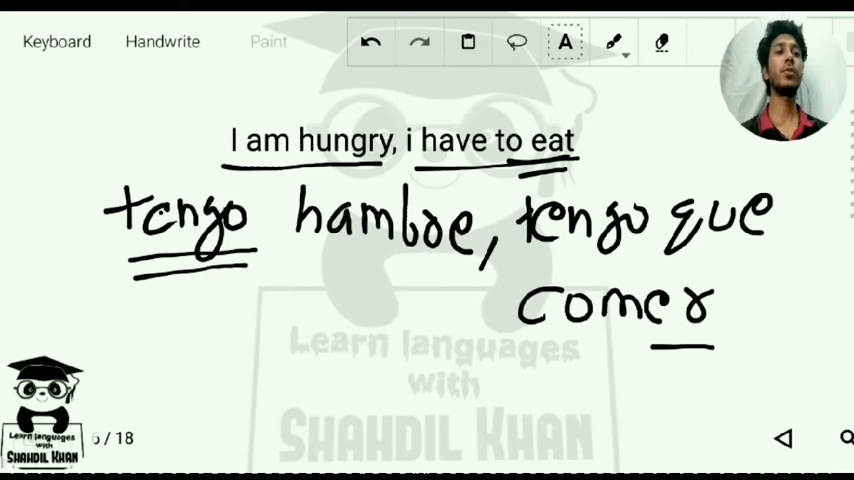 Keyboard Handwrite Paint A
I am hungry, i have to eat
tengo hambre, tengo que
comer
Learn languages
with
SHAHDIL KHAN
Learn languages
with
SHAHDIL KHAN
6 / 18